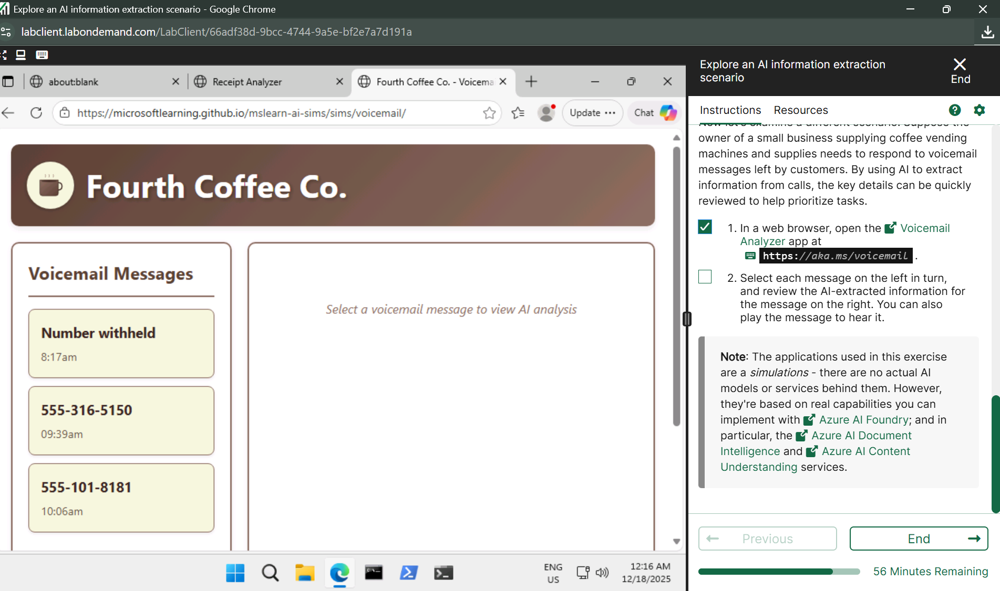 Explore an AI information extraction scenario - Google Chrome
labclient.labondemand.com/LabClient/66adf38d-9bcc-4744-9a5e-bf2e7a7d191a
about:blank
Receipt Analyzer
Fourth Coffee Co. - Voicema
https://microsoftlearning.github.io/mslearn-ai-sims/sims/voicemail/
Update
Chat
Fourth Coffee Co.
Voicemail Messages
Number withheld
8:17am
555-316-5150
09:39am
555-101-8181
10:06am
Select a voicemail message to view AI analysis
ENG
US
12:16 AM
12/18/2025
Explore an AI information extraction
scenario
End
Instructions
Resources
Now let's examine a different scenario. Suppose the
owner of a small business supplying coffee vending
machines and supplies needs to respond to voicemail
messages left by customers. By using AI to extract
information from calls, the key details can be quickly
reviewed to help prioritize tasks.
1. In a web browser, open the Voicemail
Analyzer app at
https://aka.ms/voicemail .
2. Select each message on the left in turn,
and review the AI-extracted information for
the message on the right. You can also
play the message to hear it.
Note: The applications used in this exercise
are a simulations - there are no actual AI
models or services behind them. However,
they're based on real capabilities you can
implement with Azure AI Foundry; and in
particular, the Azure AI Document
Intelligence and Azure AI Content
Understanding services.
Previous
End
56 Minutes Remaining